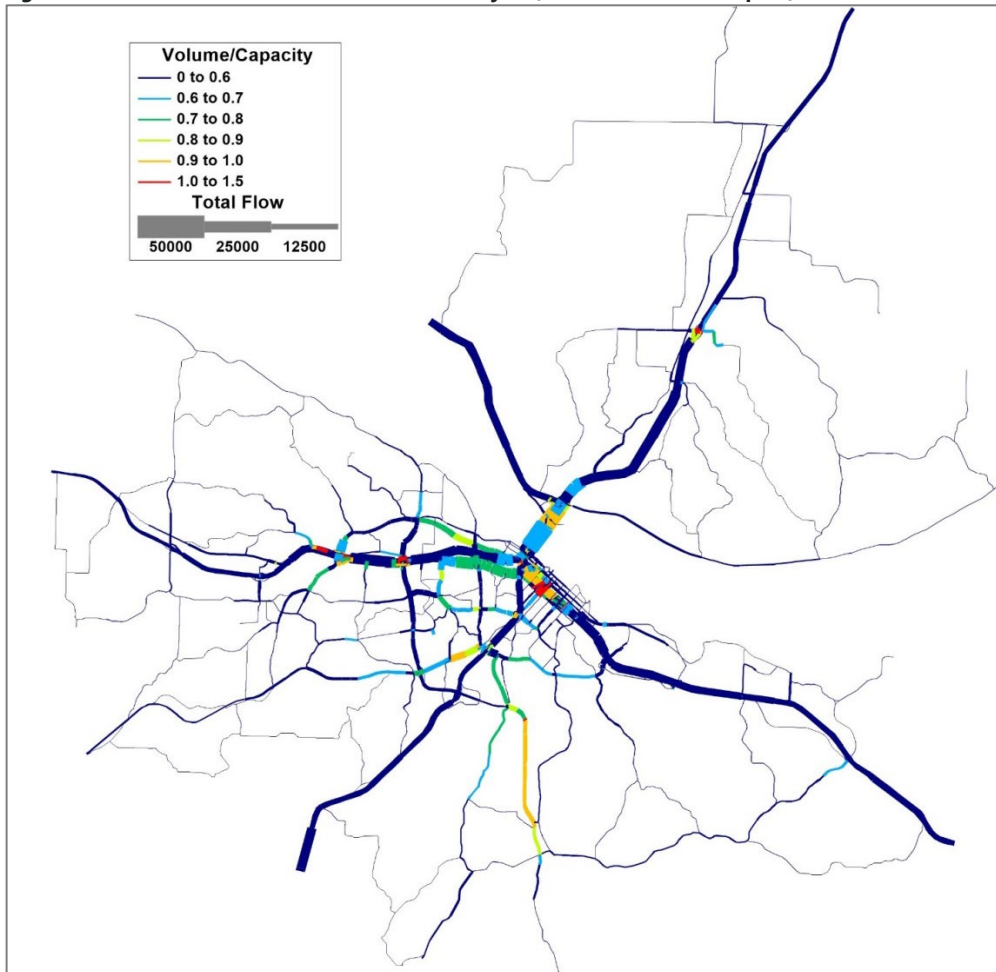 Volume/Capacity
0 to 0.6
0.6 to 0.7
0.7 to 0.8
0.8 to 0.9
0.9 to 1.0
1.0 to 1.5
Total Flow
50000 25000 12500